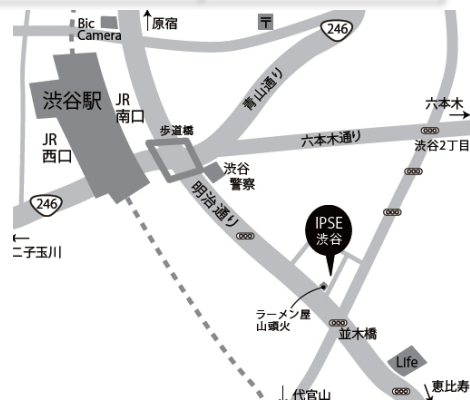 Bic
Camera
原宿
〒
246
渋谷駅
JR
南口
青山通り
六本木
歩道橋
六本木通り
渋谷2丁目
JR
西口
渋谷
警察
246
明治通り
IPSE
渋谷
二子玉川
ラーメン屋
山頭火
並木橋
Life
恵比寿
代官山